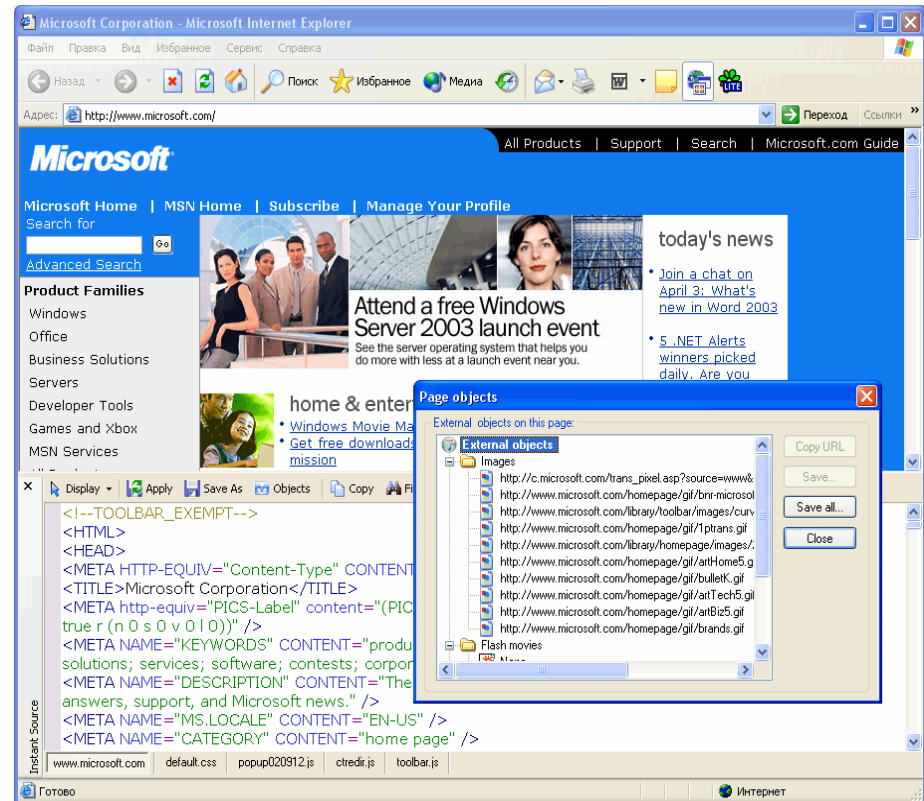 Microsoft Corporation - Microsoft Internet Explorer
Файл Правка Вид Избранное Сервис Справка
Назад Поиск Избранное Медиа
Адрес: http://www.microsoft.com/ Переход Ссылки »
All Products | Support | Search | Microsoft.com Guide
Microsoft
Microsoft Home | MSN Home | Subscribe | Manage Your Profile
Search for
Go
Advanced Search
Product Families
Windows
Office
Business Solutions
Servers
Developer Tools
Games and Xbox
MSN Services
Attend a free Windows
Server 2003 launch event
See the server operating system that helps you
do more with less at a launch event near you.
today's news
Join a chat on
April 3: What's
new in Word 2003
5 .NET Alerts
winners picked
daily. Are you
home & enter
Windows Movie Ma
Get free downloads
mission
Page objects
External objects on this page:
External objects
Images
http://c.microsoft.com/trans_pixel.asp?source=www&
http://www.microsoft.com/homepage/gif/bnr-microsof
http://www.microsoft.com/library/toolbar/images/curv
http://www.microsoft.com/homepage/gif/1ptrans.gif
http://www.microsoft.com/library/homepage/images/
http://www.microsoft.com/homepage/gif/artHome5.g
http://www.microsoft.com/homepage/gif/bulletK.gif
http://www.microsoft.com/homepage/gif/artTech5.gif
http://www.microsoft.com/homepage/gif/artBiz5.gif
http://www.microsoft.com/homepage/gif/brands.gif
Flash movies
Copy URL
Save...
Save all...
Close
Display Apply Save As Objects Copy Fi
<!--TOOLBAR_EXEMPT-->
<HTML>
<HEAD>
<META HTTP-EQUIV="Content-Type" CONTENT
<TITLE>Microsoft Corporation</TITLE>
<META http-equiv="PICS-Label" content="(PIC
true r (n 0 s 0 v 0 l 0))" />
<META NAME="KEYWORDS" CONTENT="produ
solutions; services; software; contests; corpor
<META NAME="DESCRIPTION" CONTENT="The
answers, support, and Microsoft news." />
<META NAME="MS.LOCALE" CONTENT="EN-US" />
<META NAME="CATEGORY" CONTENT="home page" />
Instant Source
www.microsoft.com default.css popup020912.js ctredir.js toolbar.js
Готово Интернет